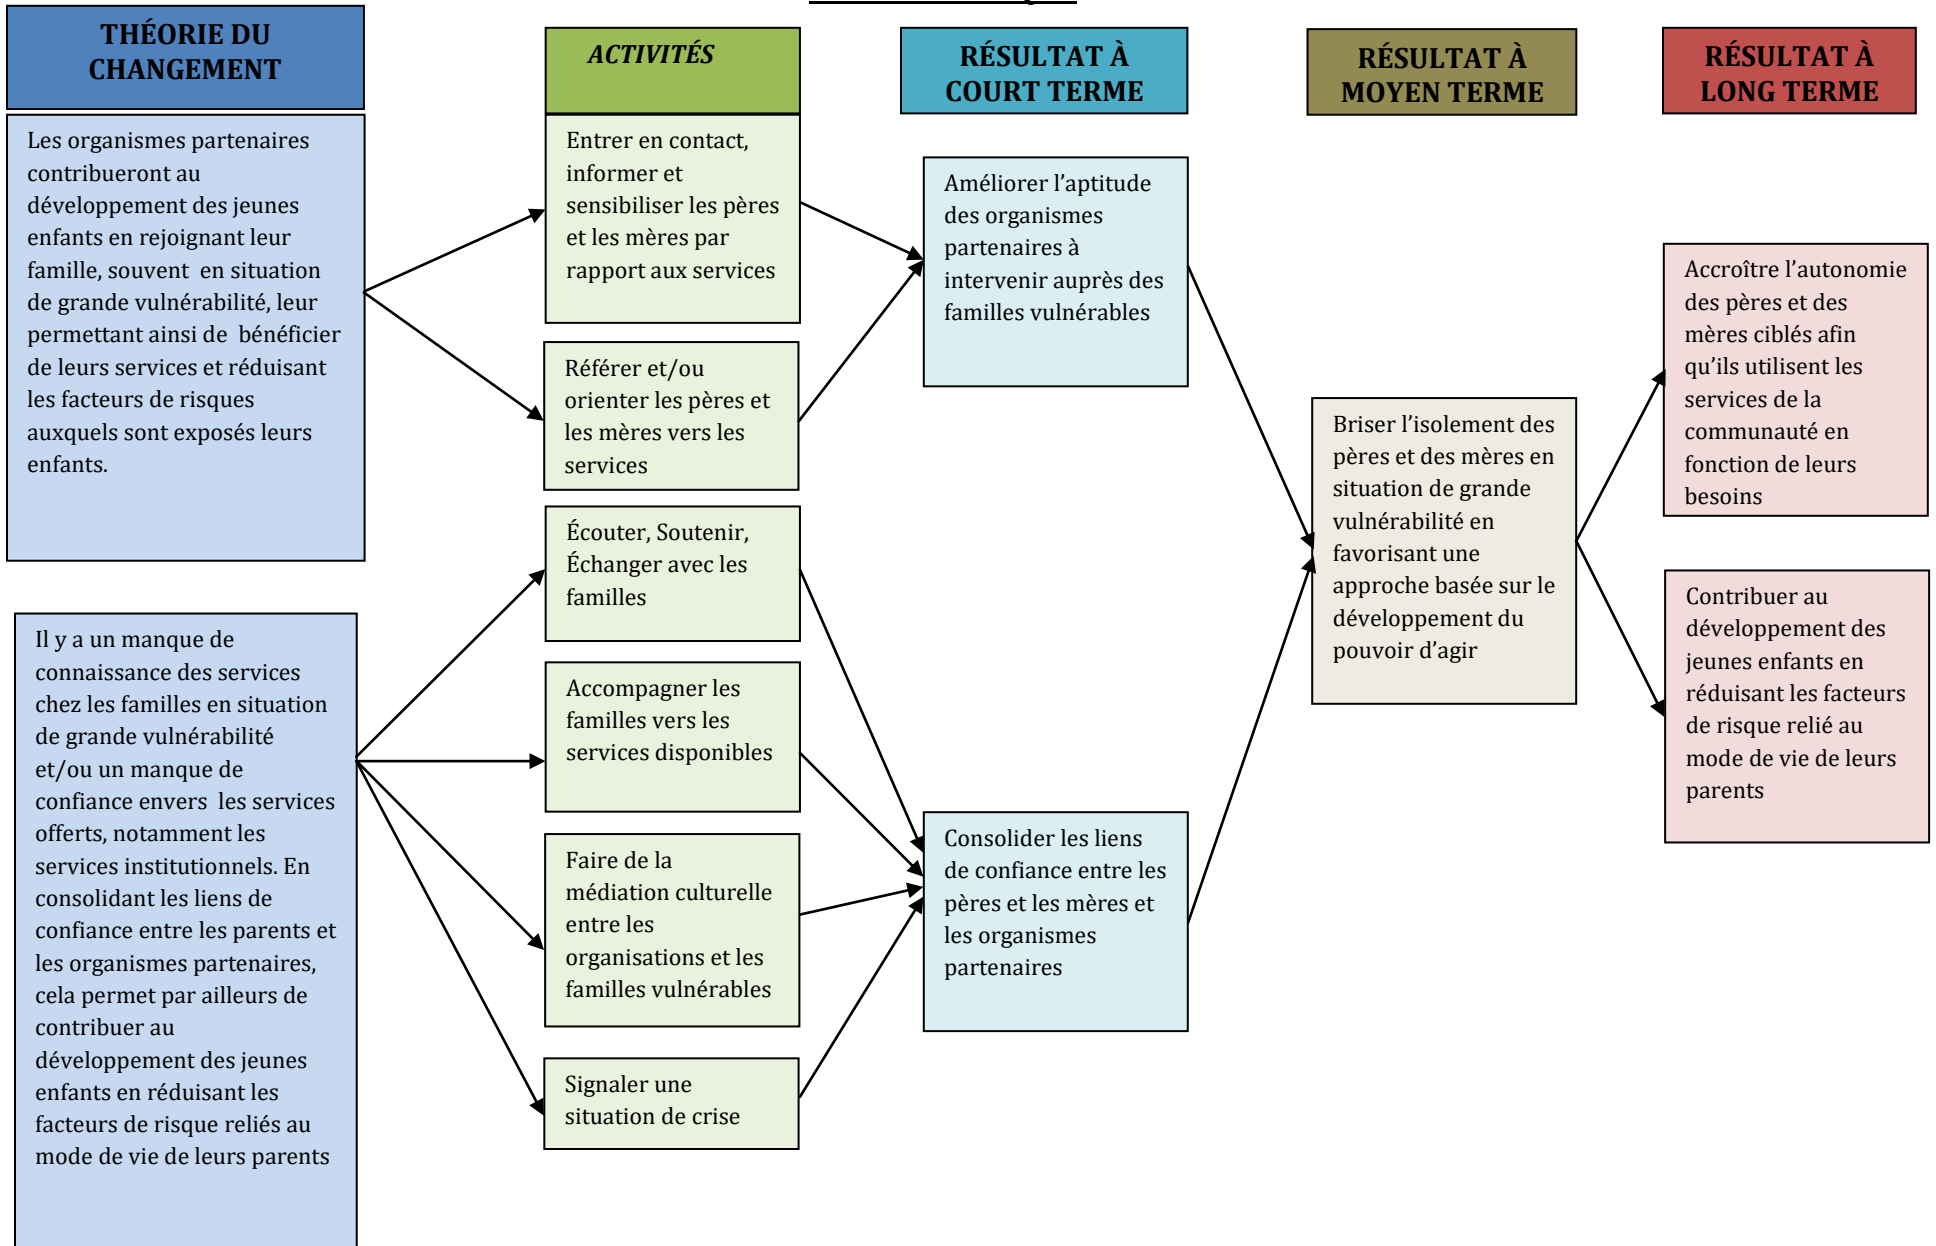 THÉORIE DU
CHANGEMENT
Les organismes partenaires
contribueront au
développement des jeunes
enfants en rejoignant leur
famille, souvent en situation
de grande vulnérabilité, leur
permettant ainsi de bénéficier
de leurs services et réduisant
les facteurs de risques
auxquels sont exposés leurs
enfants.
Il y a un manque de
connaissance des services
chez les familles en situation
de grande vulnérabilité
et/ou un manque de
confiance envers les services
offerts, notamment les
services institutionnels. En
consolidant les liens de
confiance entre les parents et
les organismes partenaires,
cela permet par ailleurs de
contribuer au
développement des jeunes
enfants en réduisant les
facteurs de risque reliés au
mode de vie de leurs parents
ACTIVITÉS
Entrer en contact,
informer et
sensibiliser les pères
et les mères par
rapport aux services
Référer et/ou
orienter les pères et
les mères vers les
services
Écouter, Soutenir,
Échanger avec les
familles
Accompagner les
familles vers les
services disponibles
Faire de la
médiation culturelle
entre les
organisations et les
familles vulnérables
Signaler une
situation de crise
RÉSULTAT À
COURT TERME
Améliorer l’aptitude
des organismes
partenaires à
intervenir auprès des
familles vulnérables
Consolider les liens
de confiance entre les
pères et les mères et
les organismes
partenaires
RÉSULTAT À
MOYEN TERME
Briser l’isolement des
pères et des mères en
situation de grande
vulnérabilité en
favorisant une
approche basée sur le
développement du
pouvoir d’agir
RÉSULTAT À
LONG TERME
Accroître l’autonomie
des pères et des
mères ciblés afin
qu’ils utilisent les
services de la
communauté en
fonction de leurs
besoins
Contribuer au
développement des
jeunes enfants en
réduisant les facteurs
de risque relié au
mode de vie de leurs
parents